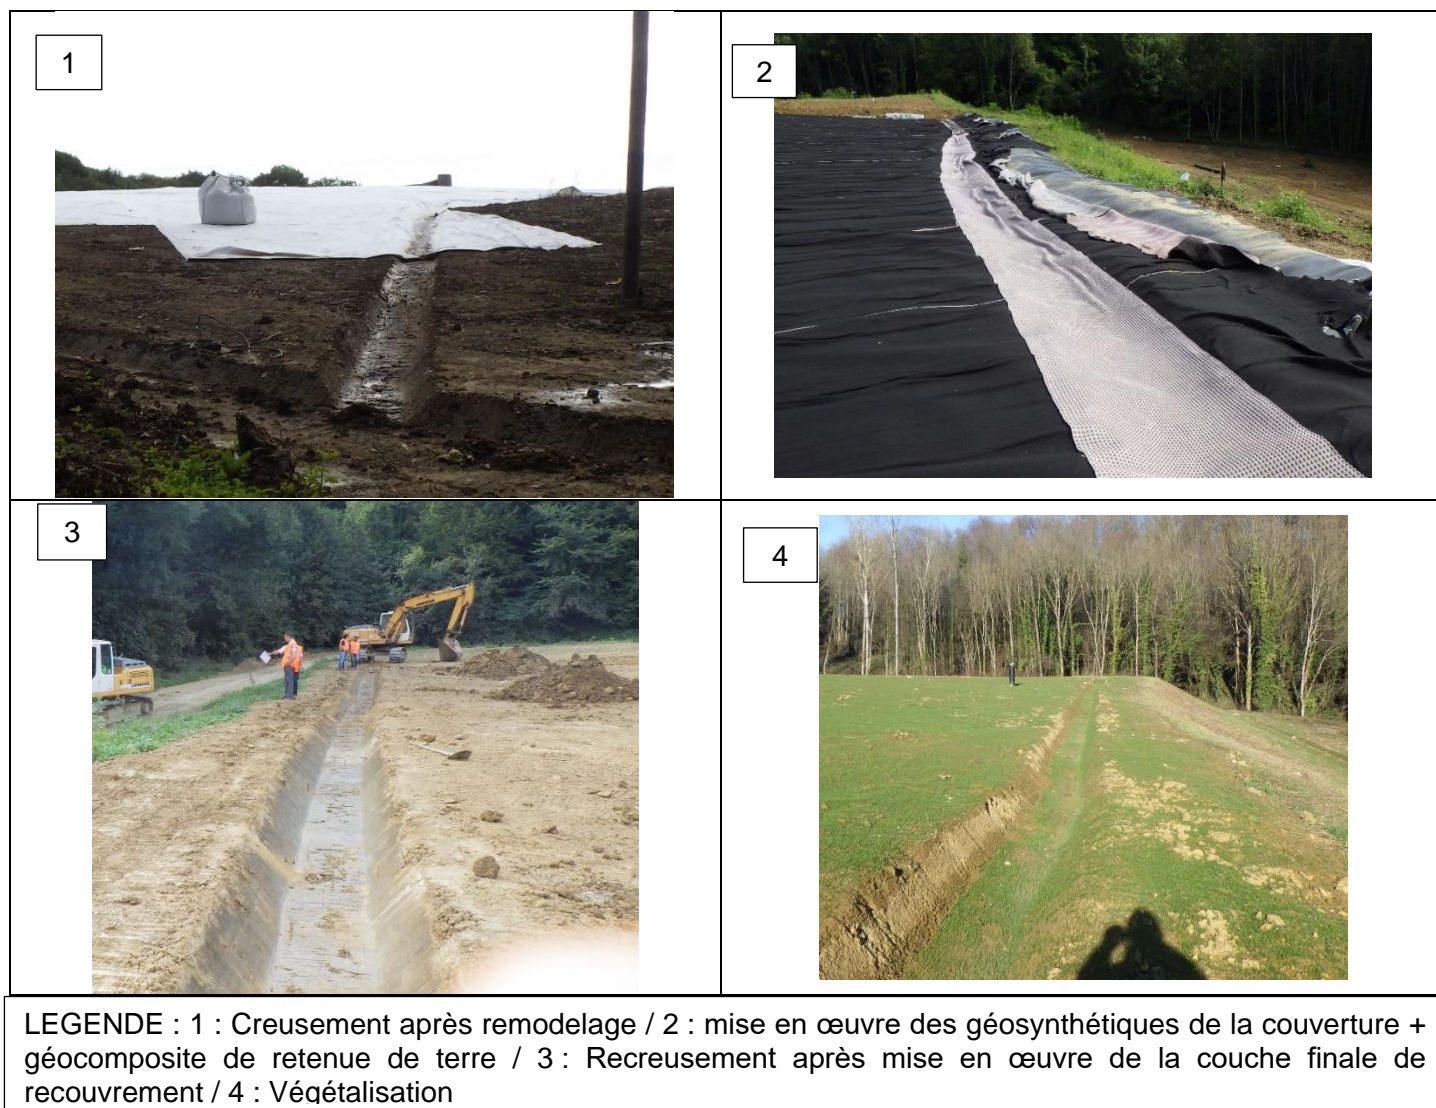 1
2
3
4
LEGENDE : 1 : Creusement après remodelage / 2 : mise en œuvre des géosynthétiques de la couverture +
géocomposite de retenue de terre / 3 : Recreusement après mise en œuvre de la couche finale de
recouvrement / 4 : Végétalisation